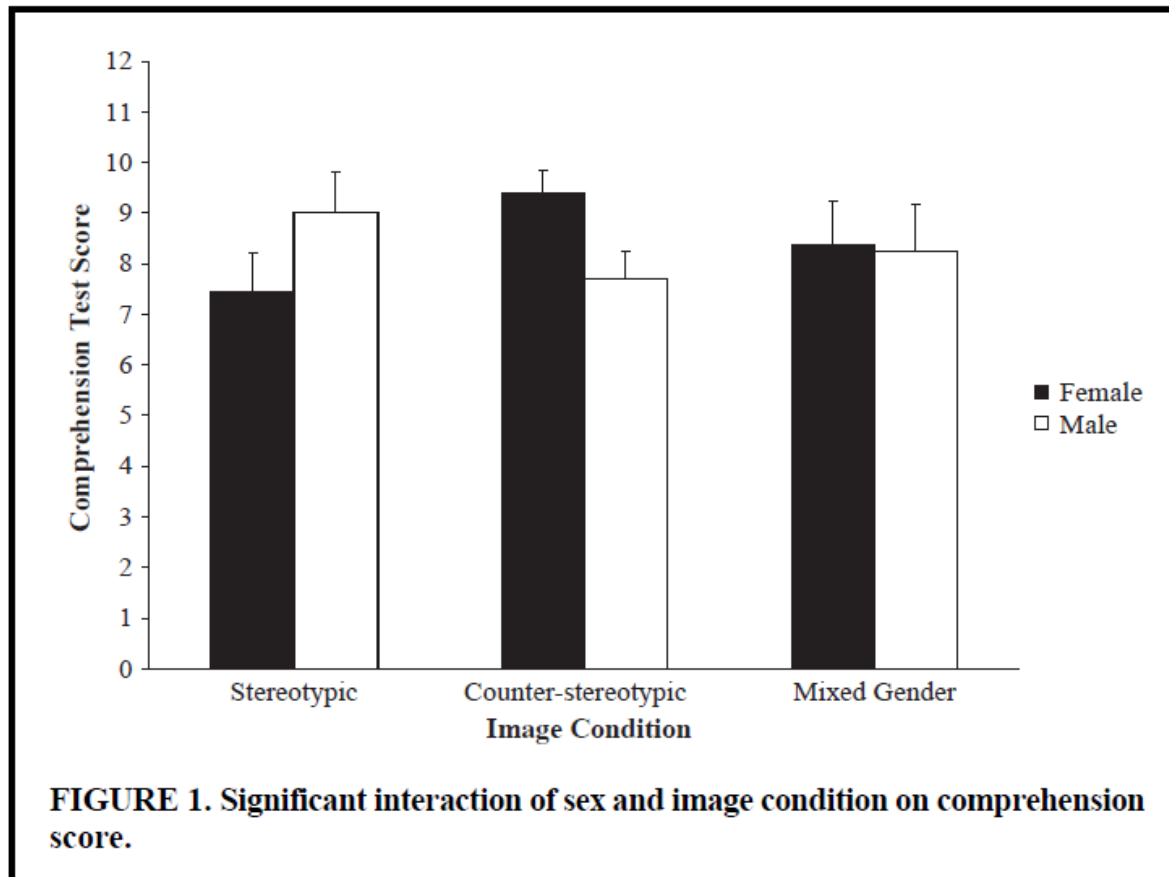 12
11
10
9
8
7
6
5
4
3
2
1
0
Comprehension Test Score
Female
Male
Stereotypic
Counter-stereotypic
Mixed Gender
Image Condition
FIGURE 1. Significant interaction of sex and image condition on comprehension
score.